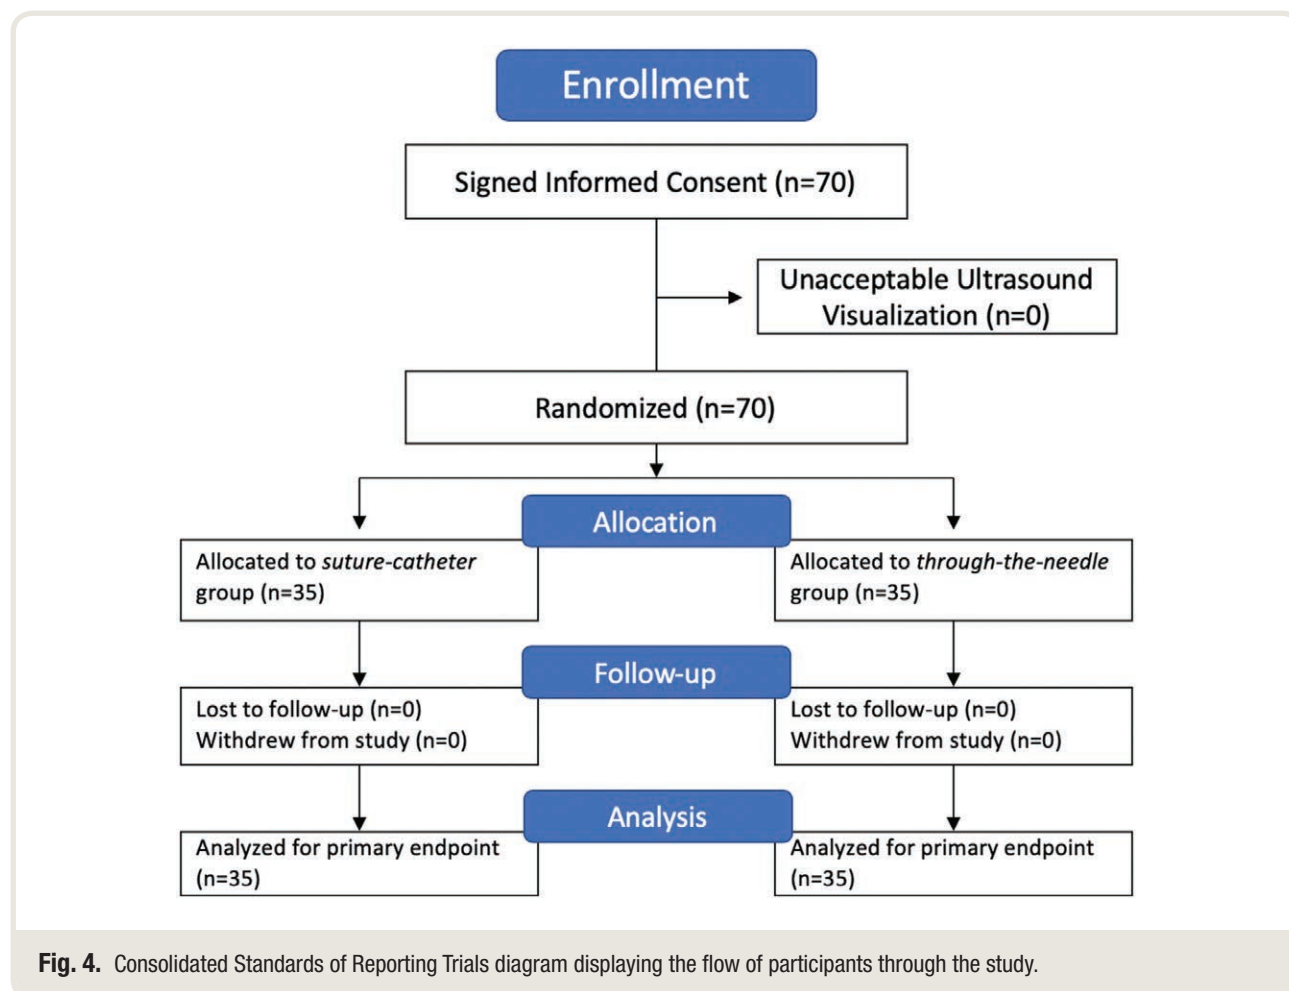 Enrollment
Signed Informed Consent (n=70)
Unacceptable Ultrasound
Visualization (n=0)
Randomized (n=70)
Allocation
Allocated to suture-catheter
group (n=35)
Allocated to through-the-needle
group (n=35)
Follow-up
Lost to follow-up (n=0)
Withdrew from study (n=0)
Lost to follow-up (n=0)
Withdrew from study (n=0)
Analysis
Analyzed for primary endpoint
(n=35)
Analyzed for primary endpoint
(n=35)
Fig. 4. Consolidated Standards of Reporting Trials diagram displaying the flow of participants through the study.